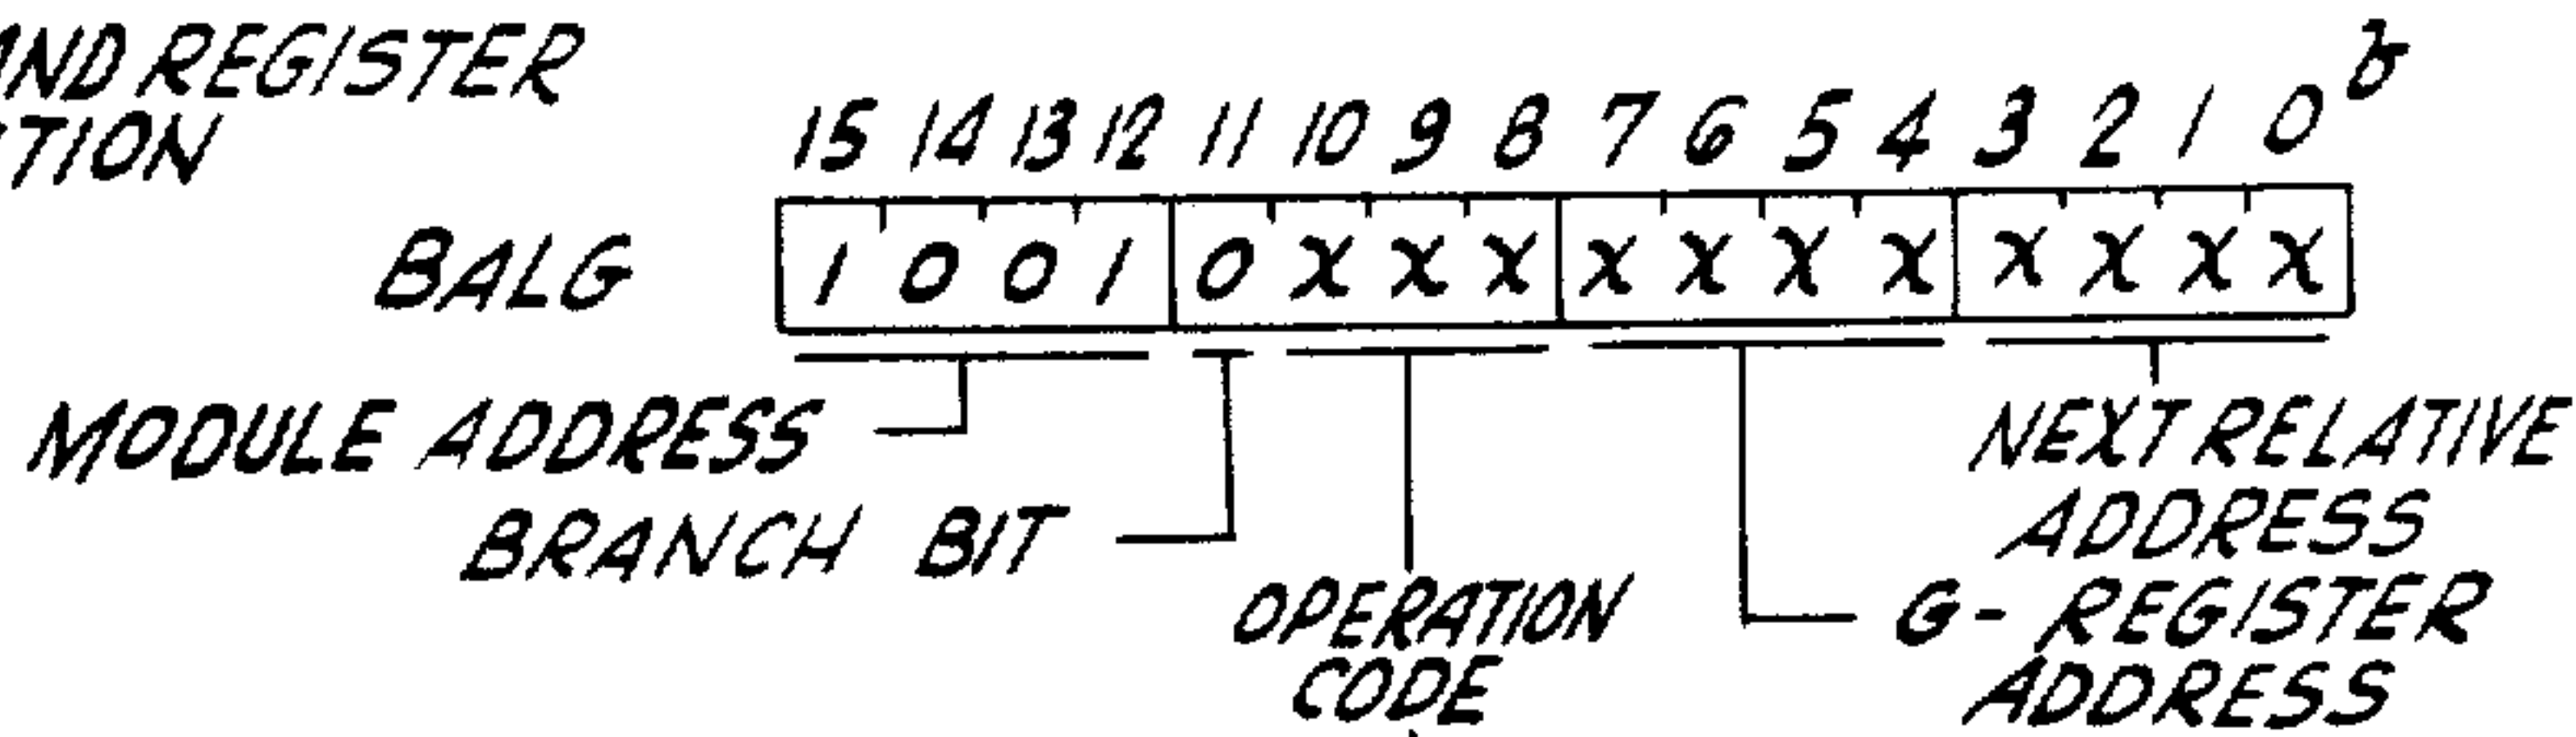 AND REGISTER
TION
15 14 13 12 11 10 9 8 7 6 5 4 3 2 1 0
BALG 1 0 0 1 0 X X X X X X X X X X X
MODULE ADDRESS
BRANCH BIT
OPERATION
CODE
NEXT RELATIVE
ADDRESS
G - REGISTER
ADDRESS